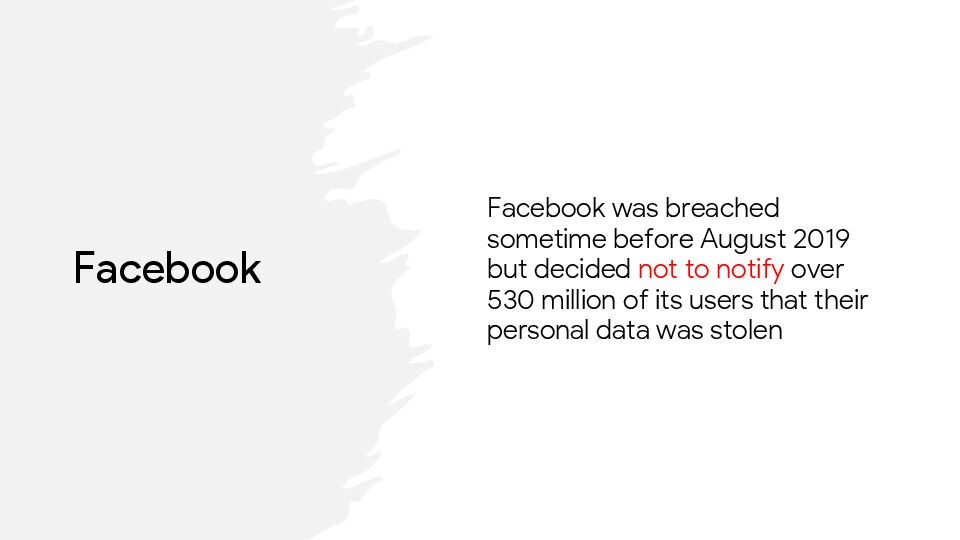 Facebook
Facebook was breached
sometime before August 2019
but decided not to notify over
530 million of its users that their
personal data was stolen